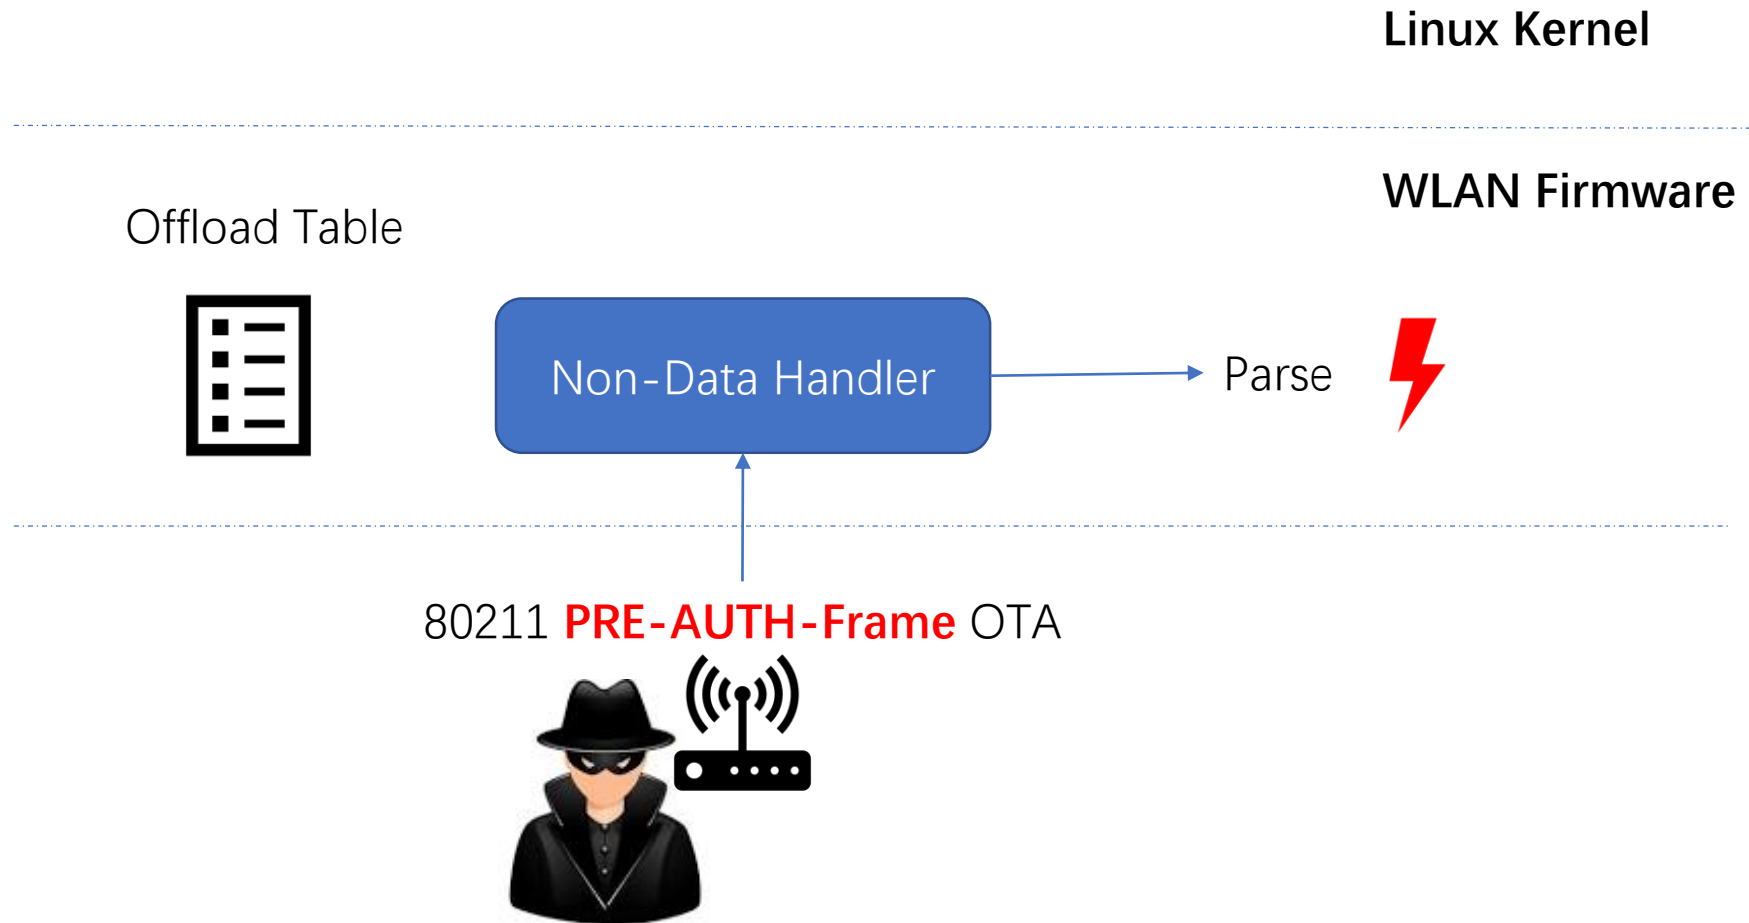 Linux Kernel
WLAN Firmware
Offload Table
Non-Data Handler
Parse
80211 PRE-AUTH-Frame OTA